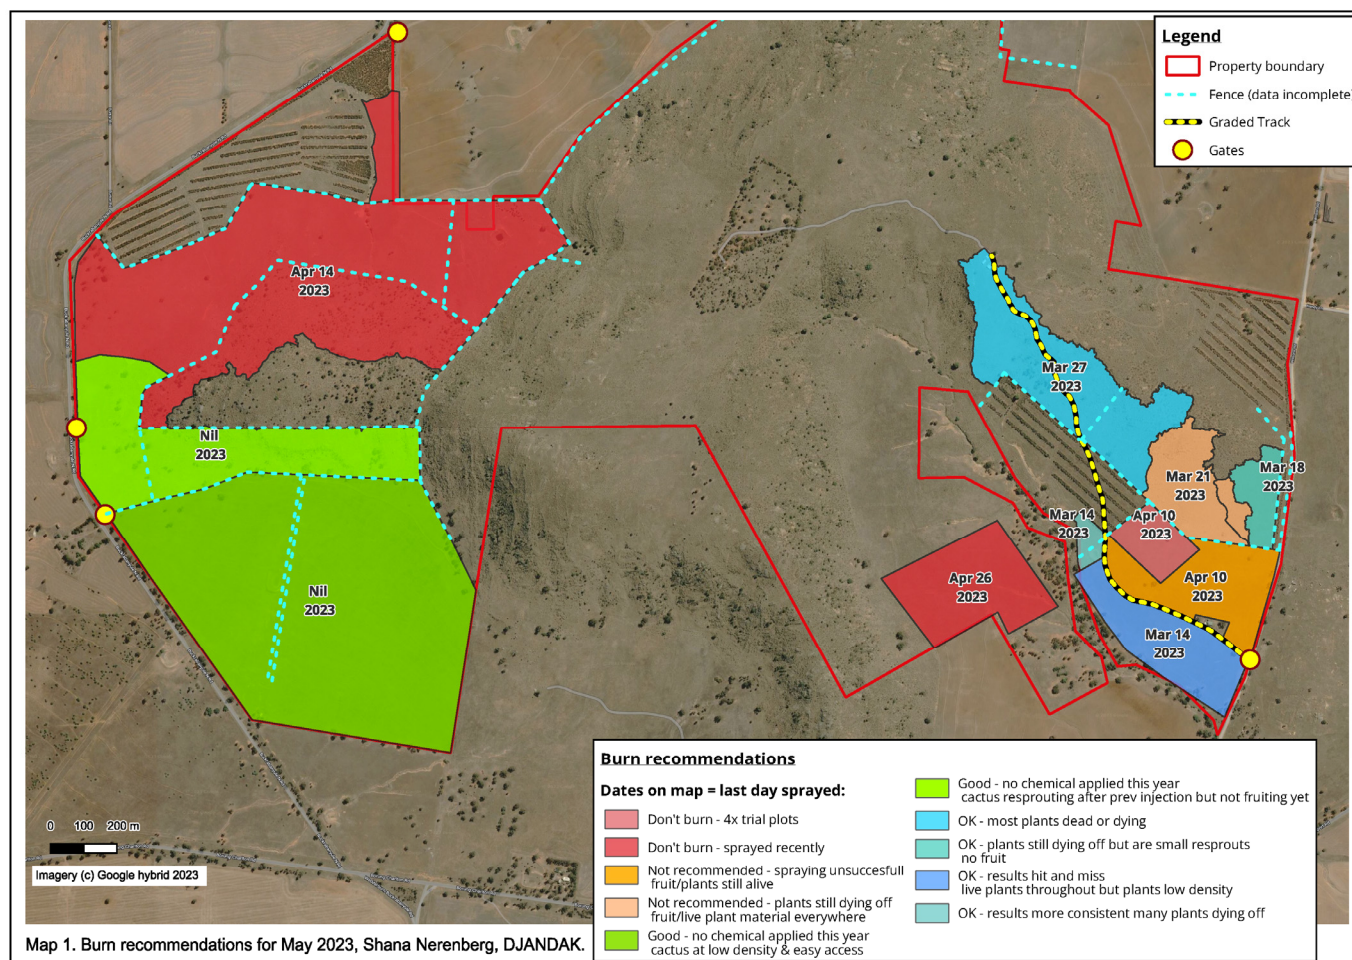 Legend
Property boundary
Fence (data incomplete)
Graded Track
Gates
Apr 14
2023
Nil
2023
Nil
2023
Mar 27
2023
Mar 21
2023
Mar 18
2023
Mar 14
2023
Apr 10
2023
Apr 26
2023
Apr 10
2023
Mar 14
2023
Burn recommendations
Dates on map = last day sprayed:
Don't burn - 4x trial plots
Don't burn - sprayed recently
Not recommended - spraying unsuccesfull
fruit/plants still alive
Not recommended - plants still dying off
fruit/live plant material everywhere
Good - no chemical applied this year
cactus at low density & easy access
Good - no chemical applied this year
cactus resprouting after prev injection but not fruiting yet
OK - most plants dead or dying
OK - plants still dying off but are small resprouts
no fruit
OK - results hit and miss
live plants throughout but plants low density
OK - results more consistent many plants dying off
0 100 200 m
Imagery (c) Google hybrid 2023
Map 1. Burn recommendations for May 2023, Shana Nerenberg, DJANDAK.